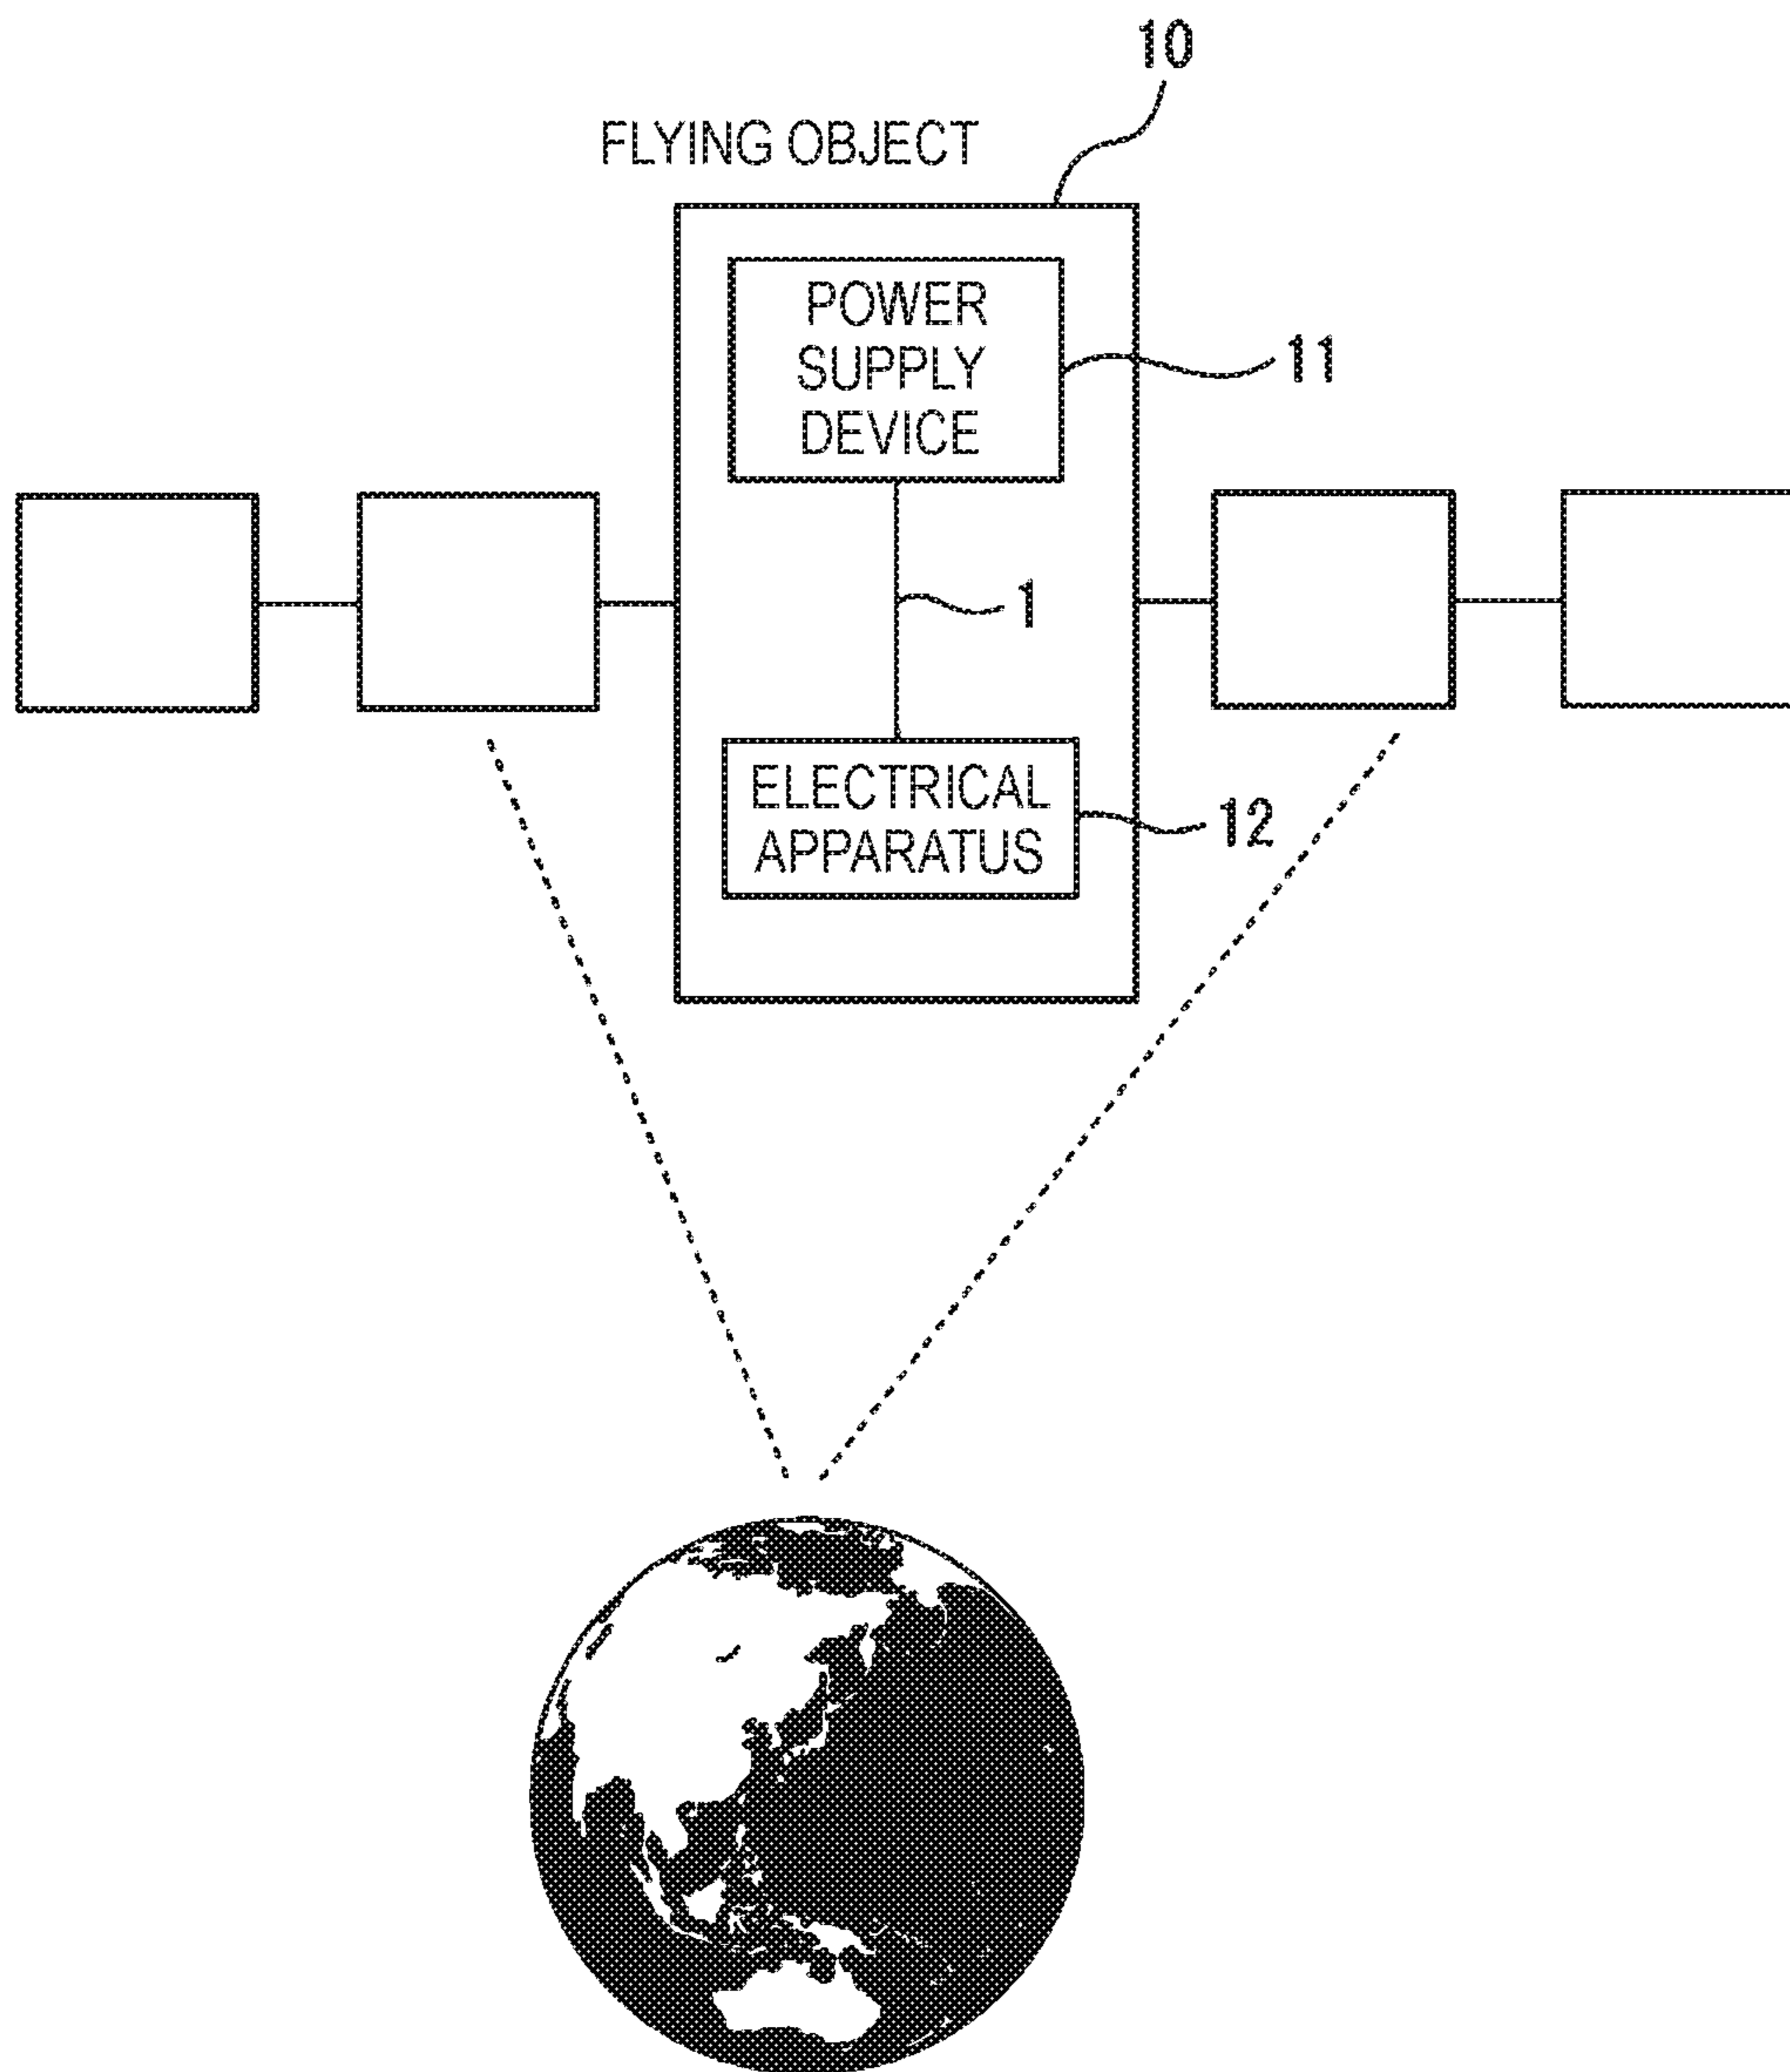 10
FLYING OBJECT
POWER
SUPPLY
DEVICE
11
1
ELECTRICAL
APPARATUS
12